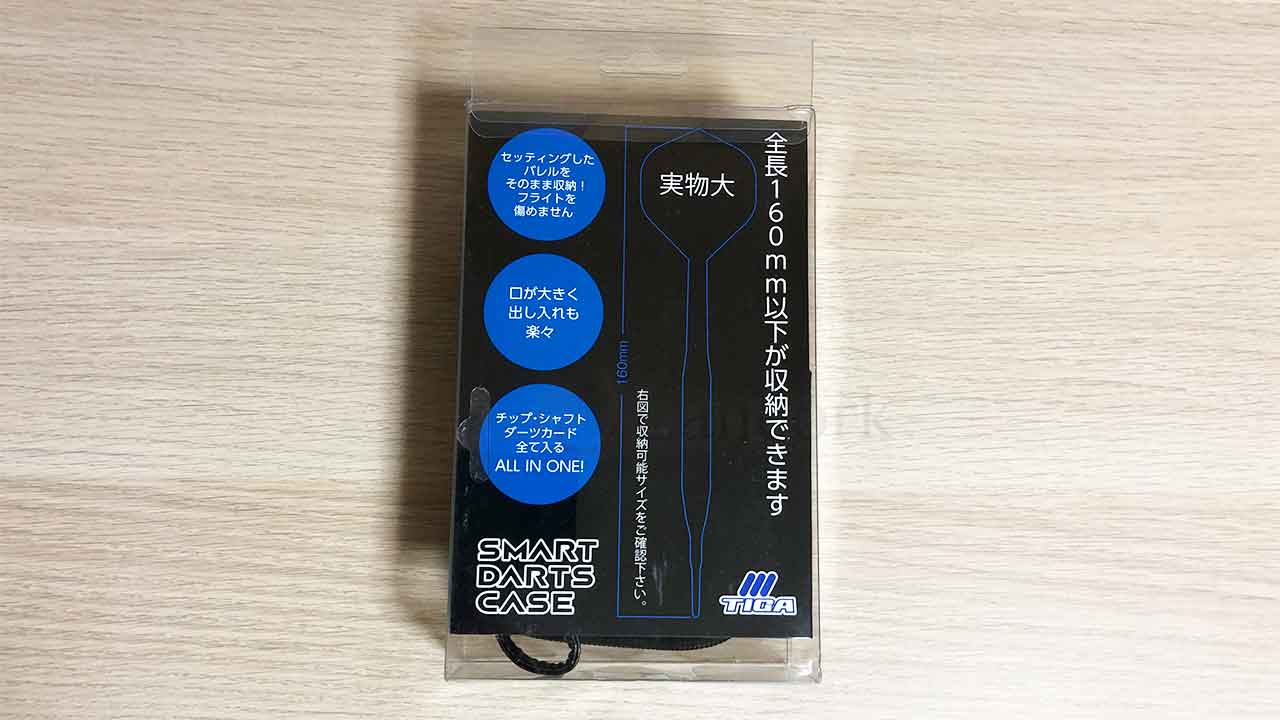 セッティングした
バレルを
そのまま収納！
フライトを
傷めません
口が大きく
出し入れも
楽々
チップ・シャフト
ダーツカード
全て入る
ALL IN ONE!
SMART
DARTS
CASE
160mm
実物大
右図で収納可能サイズをご確認下さい。
全長160mm以下が収納できます
TIGA